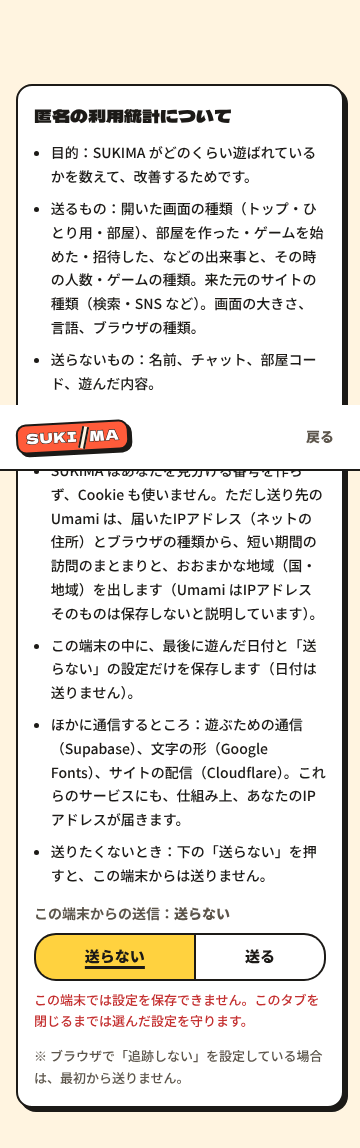 匿名の利用統計について
• 目的：SUKIMA がどのくらい遊ばれている
かを数えて、改善するためです。
• 送るもの：開いた画面の種類（トップ・ひ
とり用・部屋）、部屋を作った・ゲームを始
めた・招待した、などの出来事と、その時
の人数・ゲームの種類。来た元のサイトの
種類（検索・SNS など）。画面の大きさ、
言語、ブラウザの種類。
• 送らないもの：名前、チャット、部屋コー
ド、遊んだ内容。
SUKI//MA
戻る
SUKIMA はあなたを見分ける番号を作ら
ず、Cookie も使いません。ただし送り先の
Umami は、届いたIPアドレス（ネットの
住所）とブラウザの種類から、短い期間の
訪問のまとまりと、おおまかな地域（国・
地域）を出します（Umami はIPアドレス
そのものは保存しないと説明しています）。
• この端末の中に、最後に遊んだ日付と「送
らない」の設定だけを保存します（日付は
送りません）。
• ほかに通信するところ：遊ぶための通信
（Supabase）、文字の形（Google
Fonts）、サイトの配信（Cloudflare）。これ
らのサービスにも、仕組み上、あなたのIP
アドレスが届きます。
• 送りたくないとき：下の「送らない」を押
すと、この端末からは送りません。
この端末からの送信：送らない
送らない
送る
この端末では設定を保存できません。このタブを
閉じるまでは選んだ設定を守ります。
※ ブラウザで「追跡しない」を設定している場合
は、最初から送りません。